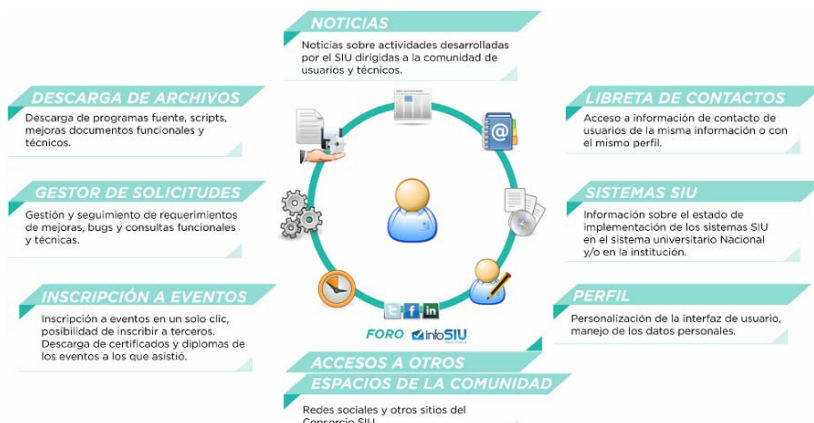 NOTICIAS
Noticias sobre actividades desarrolladas
por el SIU dirigidas a la comunidad de
usuarios y técnicos.
DESCARGA DE ARCHIVOS
Descarga de programas fuente, scripts,
mejoras documentos funcionales y
técnicos.
LIBRETA DE CONTACTOS
Acceso a información de contacto de
usuarios de la misma información o con
el mismo perfil.
GESTOR DE SOLICITUDES
Gestión y seguimiento de requerimientos
de mejoras, bugs y consultas funcionales
y técnicas.
SISTEMAS SIU
Información sobre el estado de
implementación de los sistemas SIU
en el sistema universitario Nacional
y/o en la institución.
INSCRIPCIÓN A EVENTOS
Inscripción a eventos en un solo clic,
posibilidad de inscribir a terceros.
Descarga de certificados y diplomas de
los eventos a los que asistió.
PERFIL
Personalización de la interfaz de usuario,
manejo de los datos personales.
FORO infoSIU
ACCESOS A OTROS
ESPACIOS DE LA COMUNIDAD
Redes sociales y otros sitios del
Consorcio SIU